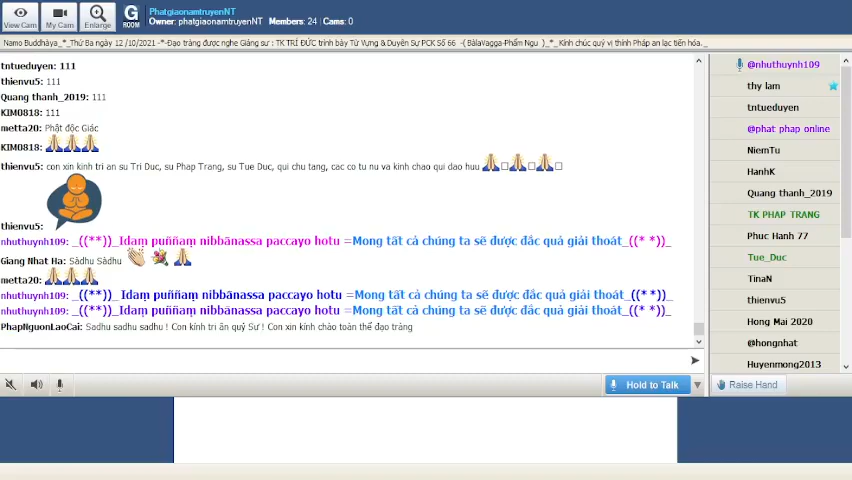 PhatgiaonamtruyenNT
Owner: phatgiaonamtruyenNT
Members: 24 | Cams: 0
View Cam
My Cam
Enlarge
G
ROOM
Namo Buddhàya_*_Thứ Ba ngày 12 /10/2021 -*-Đạo tràng được nghe Giảng sư : TK TRÍ ĐỨC trình bày Từ Vựng & Duyên Sự PCK Số 66 -( BàlaVagga-Phẩm Ngu )_*_Kính chúc quý vị thính Pháp an lạc tiến hóa._
tntueduyen: 111
thienvu5: 111
Quang thanh_2019: 111
KIM0818: 111
metta20: Phật độc Giác
KIM0818:
thienvu5: con xin kinh tri an su Tri Duc, su Phap Trang, su Tue Duc, qui chu tang, cac co tu nu va kinh chao qui dao huu
thienvu5:
nhuthuynh109: _((**))_Idaṃ puññaṃ nibbānassa paccayo hotu =Mong tất cả chúng ta sẽ được đắc quả giải thoát_((* *))_
Giang Nhat Ha: Sàdhu Sàdhu
metta20:
nhuthuynh109: _((**))_ Idaṃ puññaṃ nibbānassa paccayo hotu =Mong tất cả chúng ta sẽ được đắc quả giải thoát_((* *))_
nhuthuynh109: _((**))_Idaṃ puññaṃ nibbānassa paccayo hotu =Mong tất cả chúng ta sẽ được đắc quả giải thoát_((* *))_
PhapNguonLaoCai: Sadhu sadhu sadhu ! Con kính tri ân quý Sư ! Con xin kính chào toàn thể đạo tràng
Hold to Talk
@nhuthuynh109
thy lam
tntueduyen
@phat phap online
NiemTu
HanhK
Quang thanh_2019
TK PHAP TRANG
Phuc Hanh 77
Tue_Duc
TinaN
thienvu5
Hong Mai 2020
@hongnhat
Huyenmong2013
Raise Hand